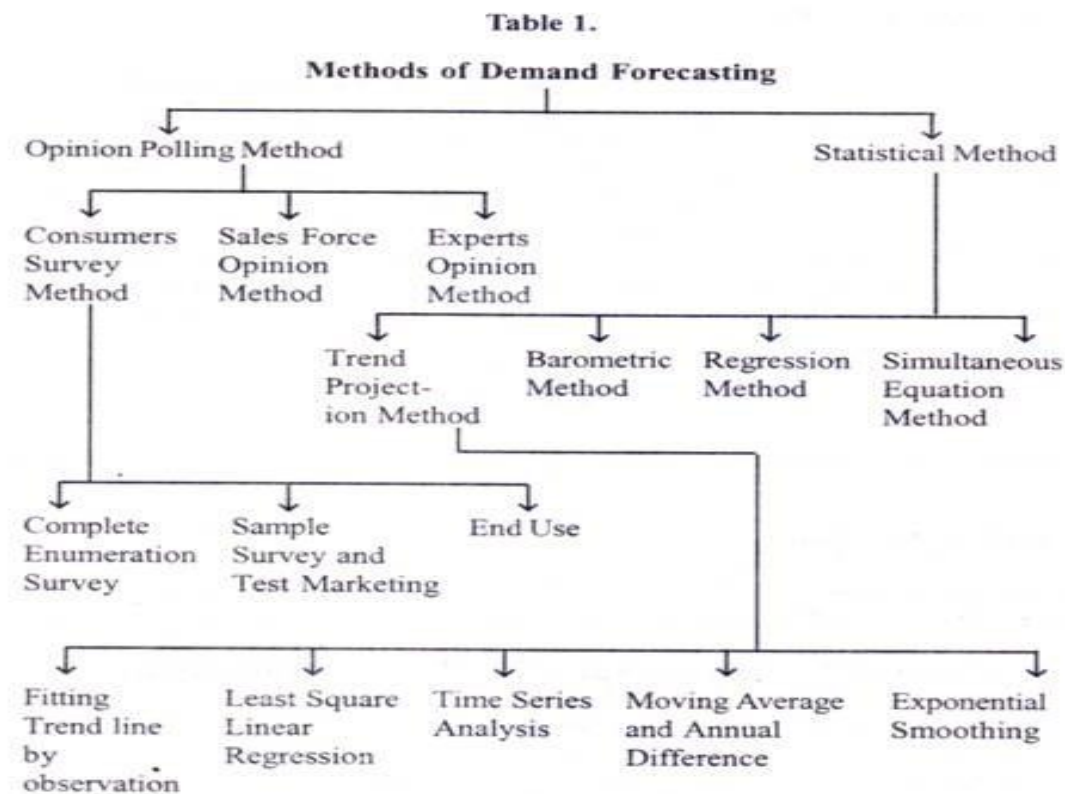 Table 1.
Methods of Demand Forecasting
Opinion Polling Method
Statistical Method
Consumers
Survey
Method
Sales Force
Opinion
Method
Experts
Opinion
Method
Trend
Project-
ion Method
Barometric
Method
Regression
Method
Simultaneous
Equation
Method
Complete
Enumeration
Survey
Sample
Survey and
Test Marketing
End Use
Fitting
Trend line
by
observation
Least Square
Linear
Regression
Time Series
Analysis
Moving Average
and Annual
Difference
Exponential
Smoothing